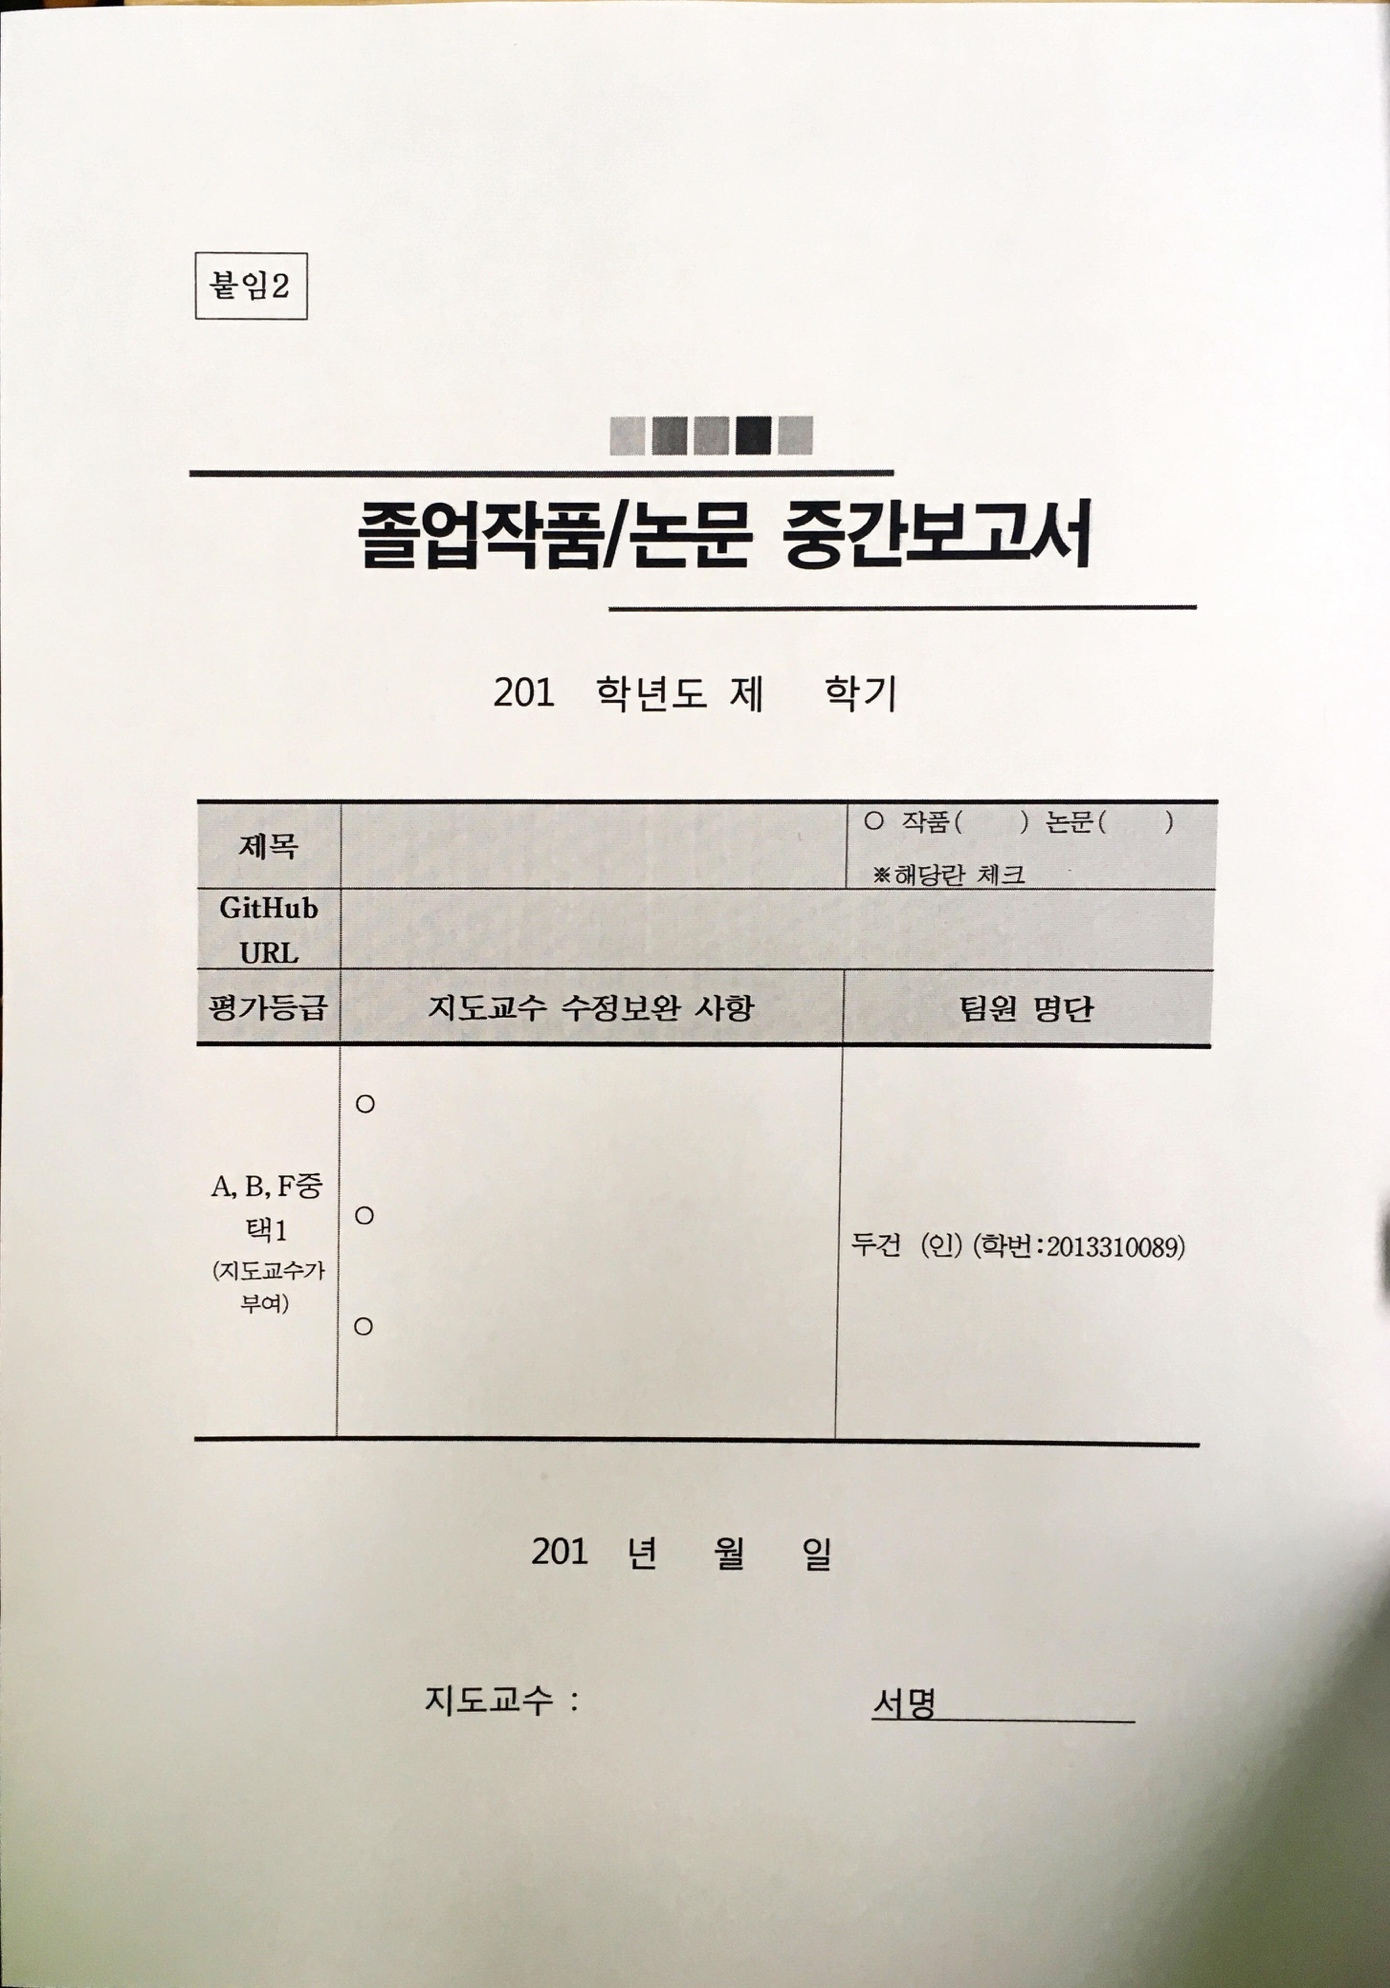 붙임2
졸업작품/논문 중간보고서
201 학년도 제 학기
제목
○ 작품( ) 논문( )
※해당란 체크
GitHub
URL
평가등급 지도교수 수정보완 사항 팀원 명단
A, B, F중
택1
(지도교수가
부여)
○
○
○
두건 (인) (학번:2013310089)
201 년 월 일
지도교수 : 서명